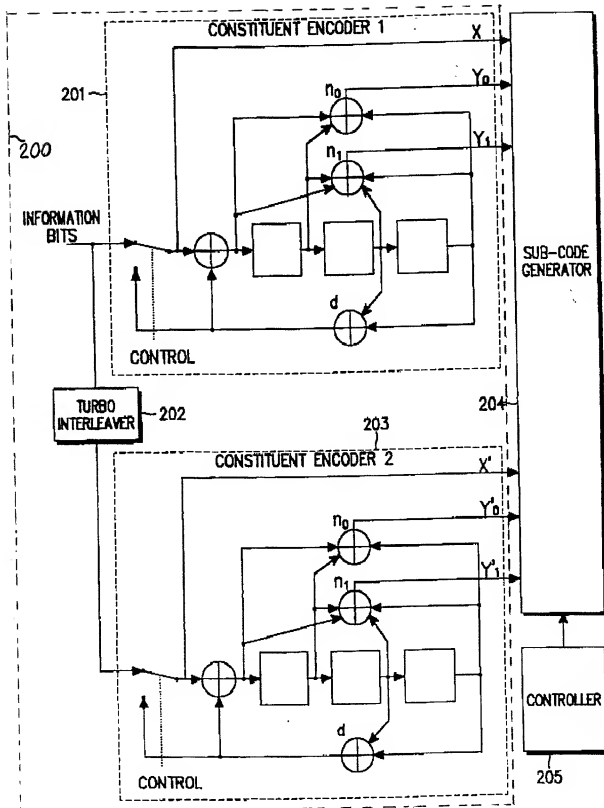 CONSTITUENT ENCODER 1
X
201
n0
Y0
200
n1
Y1
INFORMATION
BITS
SUB-CODE
GENERATOR
d
CONTROL
TURBO
INTERLEAVER
202
204
203
CONSTITUENT ENCODER 2
X'
n0
Y'0
n1
Y'1
CONTROLLER
d
CONTROL
205